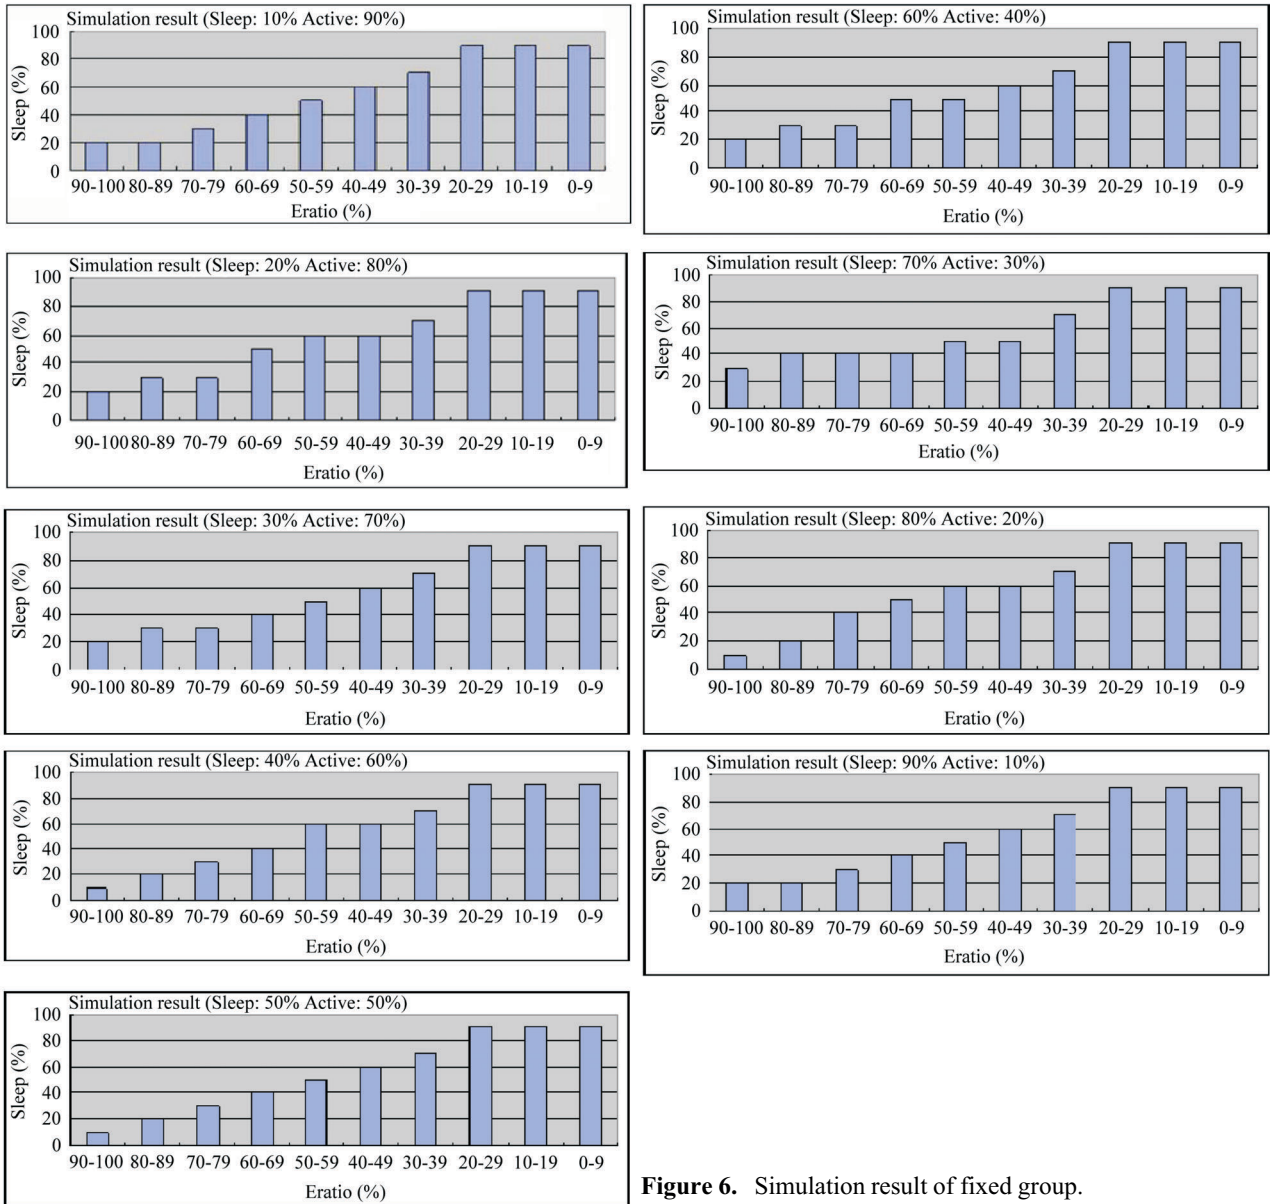 Simulation result (Sleep: 10% Active: 90%)
100
80
60
40
20
0
Sleep (%)
90-100 80-89 70-79 60-69 50-59 40-49 30-39 20-29 10-19 0-9
Eratio (%)
Simulation result (Sleep: 20% Active: 80%)
100
80
60
40
20
0
Sleep (%)
90-100 80-89 70-79 60-69 50-59 40-49 30-39 20-29 10-19 0-9
Eratio (%)
Simulation result (Sleep: 30% Active: 70%)
100
80
60
40
20
0
Sleep (%)
90-100 80-89 70-79 60-69 50-59 40-49 30-39 20-29 10-19 0-9
Eratio (%)
Simulation result (Sleep: 40% Active: 60%)
100
80
60
40
20
0
Sleep (%)
90-100 80-89 70-79 60-69 50-59 40-49 30-39 20-29 10-19 0-9
Eratio (%)
Simulation result (Sleep: 50% Active: 50%)
100
80
60
40
20
0
Sleep (%)
90-100 80-89 70-79 60-69 50-59 40-49 30-39 20-29 10-19 0-9
Eratio (%)
Simulation result (Sleep: 60% Active: 40%)
100
80
60
40
20
0
Sleep (%)
90-100 80-89 70-79 60-69 50-59 40-49 30-39 20-29 10-19 0-9
Eratio (%)
Simulation result (Sleep: 70% Active: 30%)
100
80
60
40
20
0
Sleep (%)
90-100 80-89 70-79 60-69 50-59 40-49 30-39 20-29 10-19 0-9
Eratio (%)
Simulation result (Sleep: 80% Active: 20%)
100
80
60
40
20
0
Sleep (%)
90-100 80-89 70-79 60-69 50-59 40-49 30-39 20-29 10-19 0-9
Eratio (%)
Simulation result (Sleep: 90% Active: 10%)
100
80
60
40
20
0
Sleep (%)
90-100 80-89 70-79 60-69 50-59 40-49 30-39 20-29 10-19 0-9
Eratio (%)
Figure 6. Simulation result of fixed group.